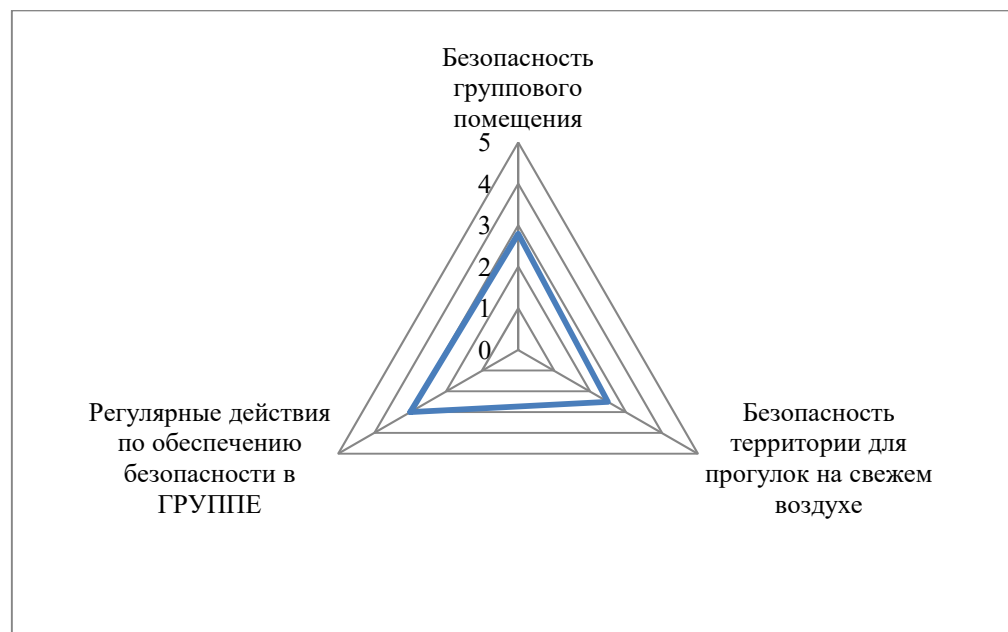 Безопасность
группового
помещения
5
4
3
2
1
0
Регулярные действия
по обеспечению
безопасности в
ГРУППЕ
Безопасность
территории для
прогулок на свежем
воздухе